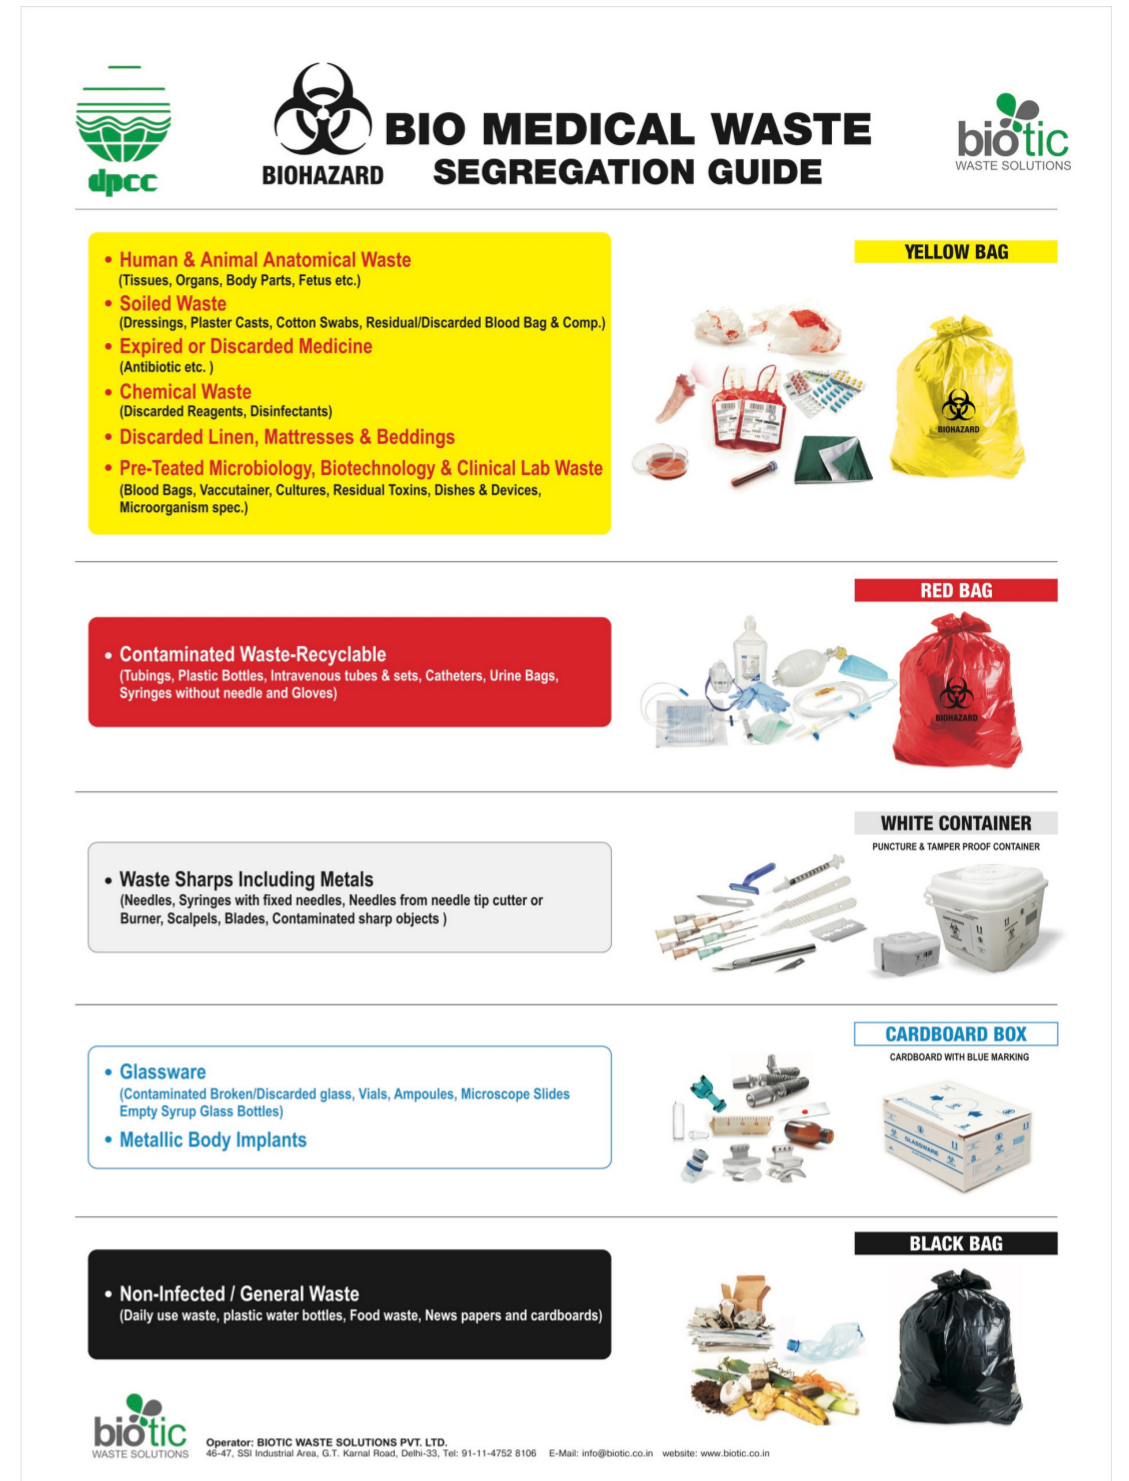 dpcc
BIOHAZARD
BIO MEDICAL WASTE
SEGREGATION GUIDE
biotic
WASTE SOLUTIONS
• Human & Animal Anatomical Waste
(Tissues, Organs, Body Parts, Fetus etc.)
• Soiled Waste
(Dressings, Plaster Casts, Cotton Swabs, Residual/Discarded Blood Bag & Comp.)
• Expired or Discarded Medicine
(Antibiotic etc. )
• Chemical Waste
(Discarded Reagents, Disinfectants)
• Discarded Linen, Mattresses & Beddings
• Pre-Teated Microbiology, Biotechnology & Clinical Lab Waste
(Blood Bags, Vaccutainer, Cultures, Residual Toxins, Dishes & Devices,
Microorganism spec.)
YELLOW BAG
BIOHAZARD
• Contaminated Waste-Recyclable
(Tubings, Plastic Bottles, Intravenous tubes & sets, Catheters, Urine Bags,
Syringes without needle and Gloves)
RED BAG
BIOHAZARD
• Waste Sharps Including Metals
(Needles, Syringes with fixed needles, Needles from needle tip cutter or
Burner, Scalpels, Blades, Contaminated sharp objects )
WHITE CONTAINER
PUNCTURE & TAMPER PROOF CONTAINER
• Glassware
(Contaminated Broken/Discarded glass, Vials, Ampoules, Microscope Slides
Empty Syrup Glass Bottles)
• Metallic Body Implants
CARDBOARD BOX
CARDBOARD WITH BLUE MARKING
GLASSWARE
• Non-Infected / General Waste
(Daily use waste, plastic water bottles, Food waste, News papers and cardboards)
BLACK BAG
biotic
WASTE SOLUTIONS
Operator: BIOTIC WASTE SOLUTIONS PVT. LTD.
46-47, SSI Industrial Area, G.T. Karnal Road, Delhi-33, Tel: 91-11-4752 8106 E-Mail: info@biotic.co.in website: www.biotic.co.in